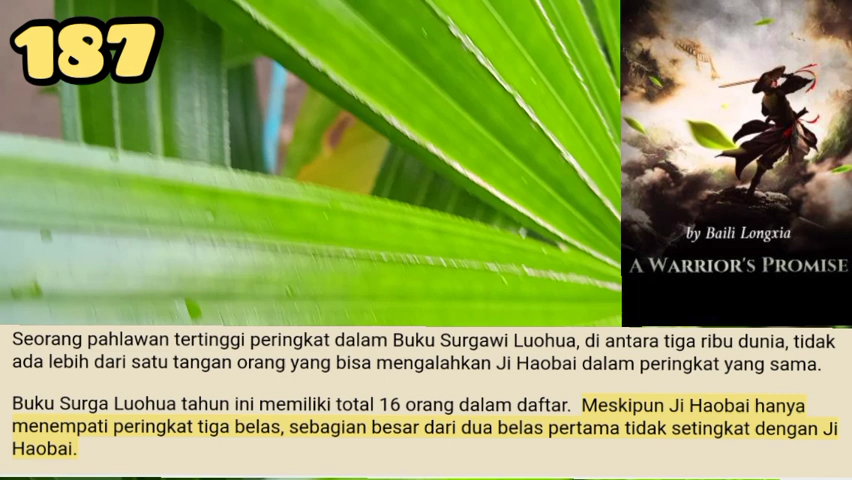 187
by Baili Longxia
A WARRIOR'S PROMISE
Seorang pahlawan tertinggi peringkat dalam Buku Surgawi Luohua, di antara tiga ribu dunia, tidak
ada lebih dari satu tangan orang yang bisa mengalahkan Ji Haobai dalam peringkat yang sama.
Buku Surga Luohua tahun ini memiliki total 16 orang dalam daftar. Meskipun Ji Haobai hanya
menempati peringkat tiga belas, sebagian besar dari dua belas pertama tidak setingkat dengan Ji
Haobai.